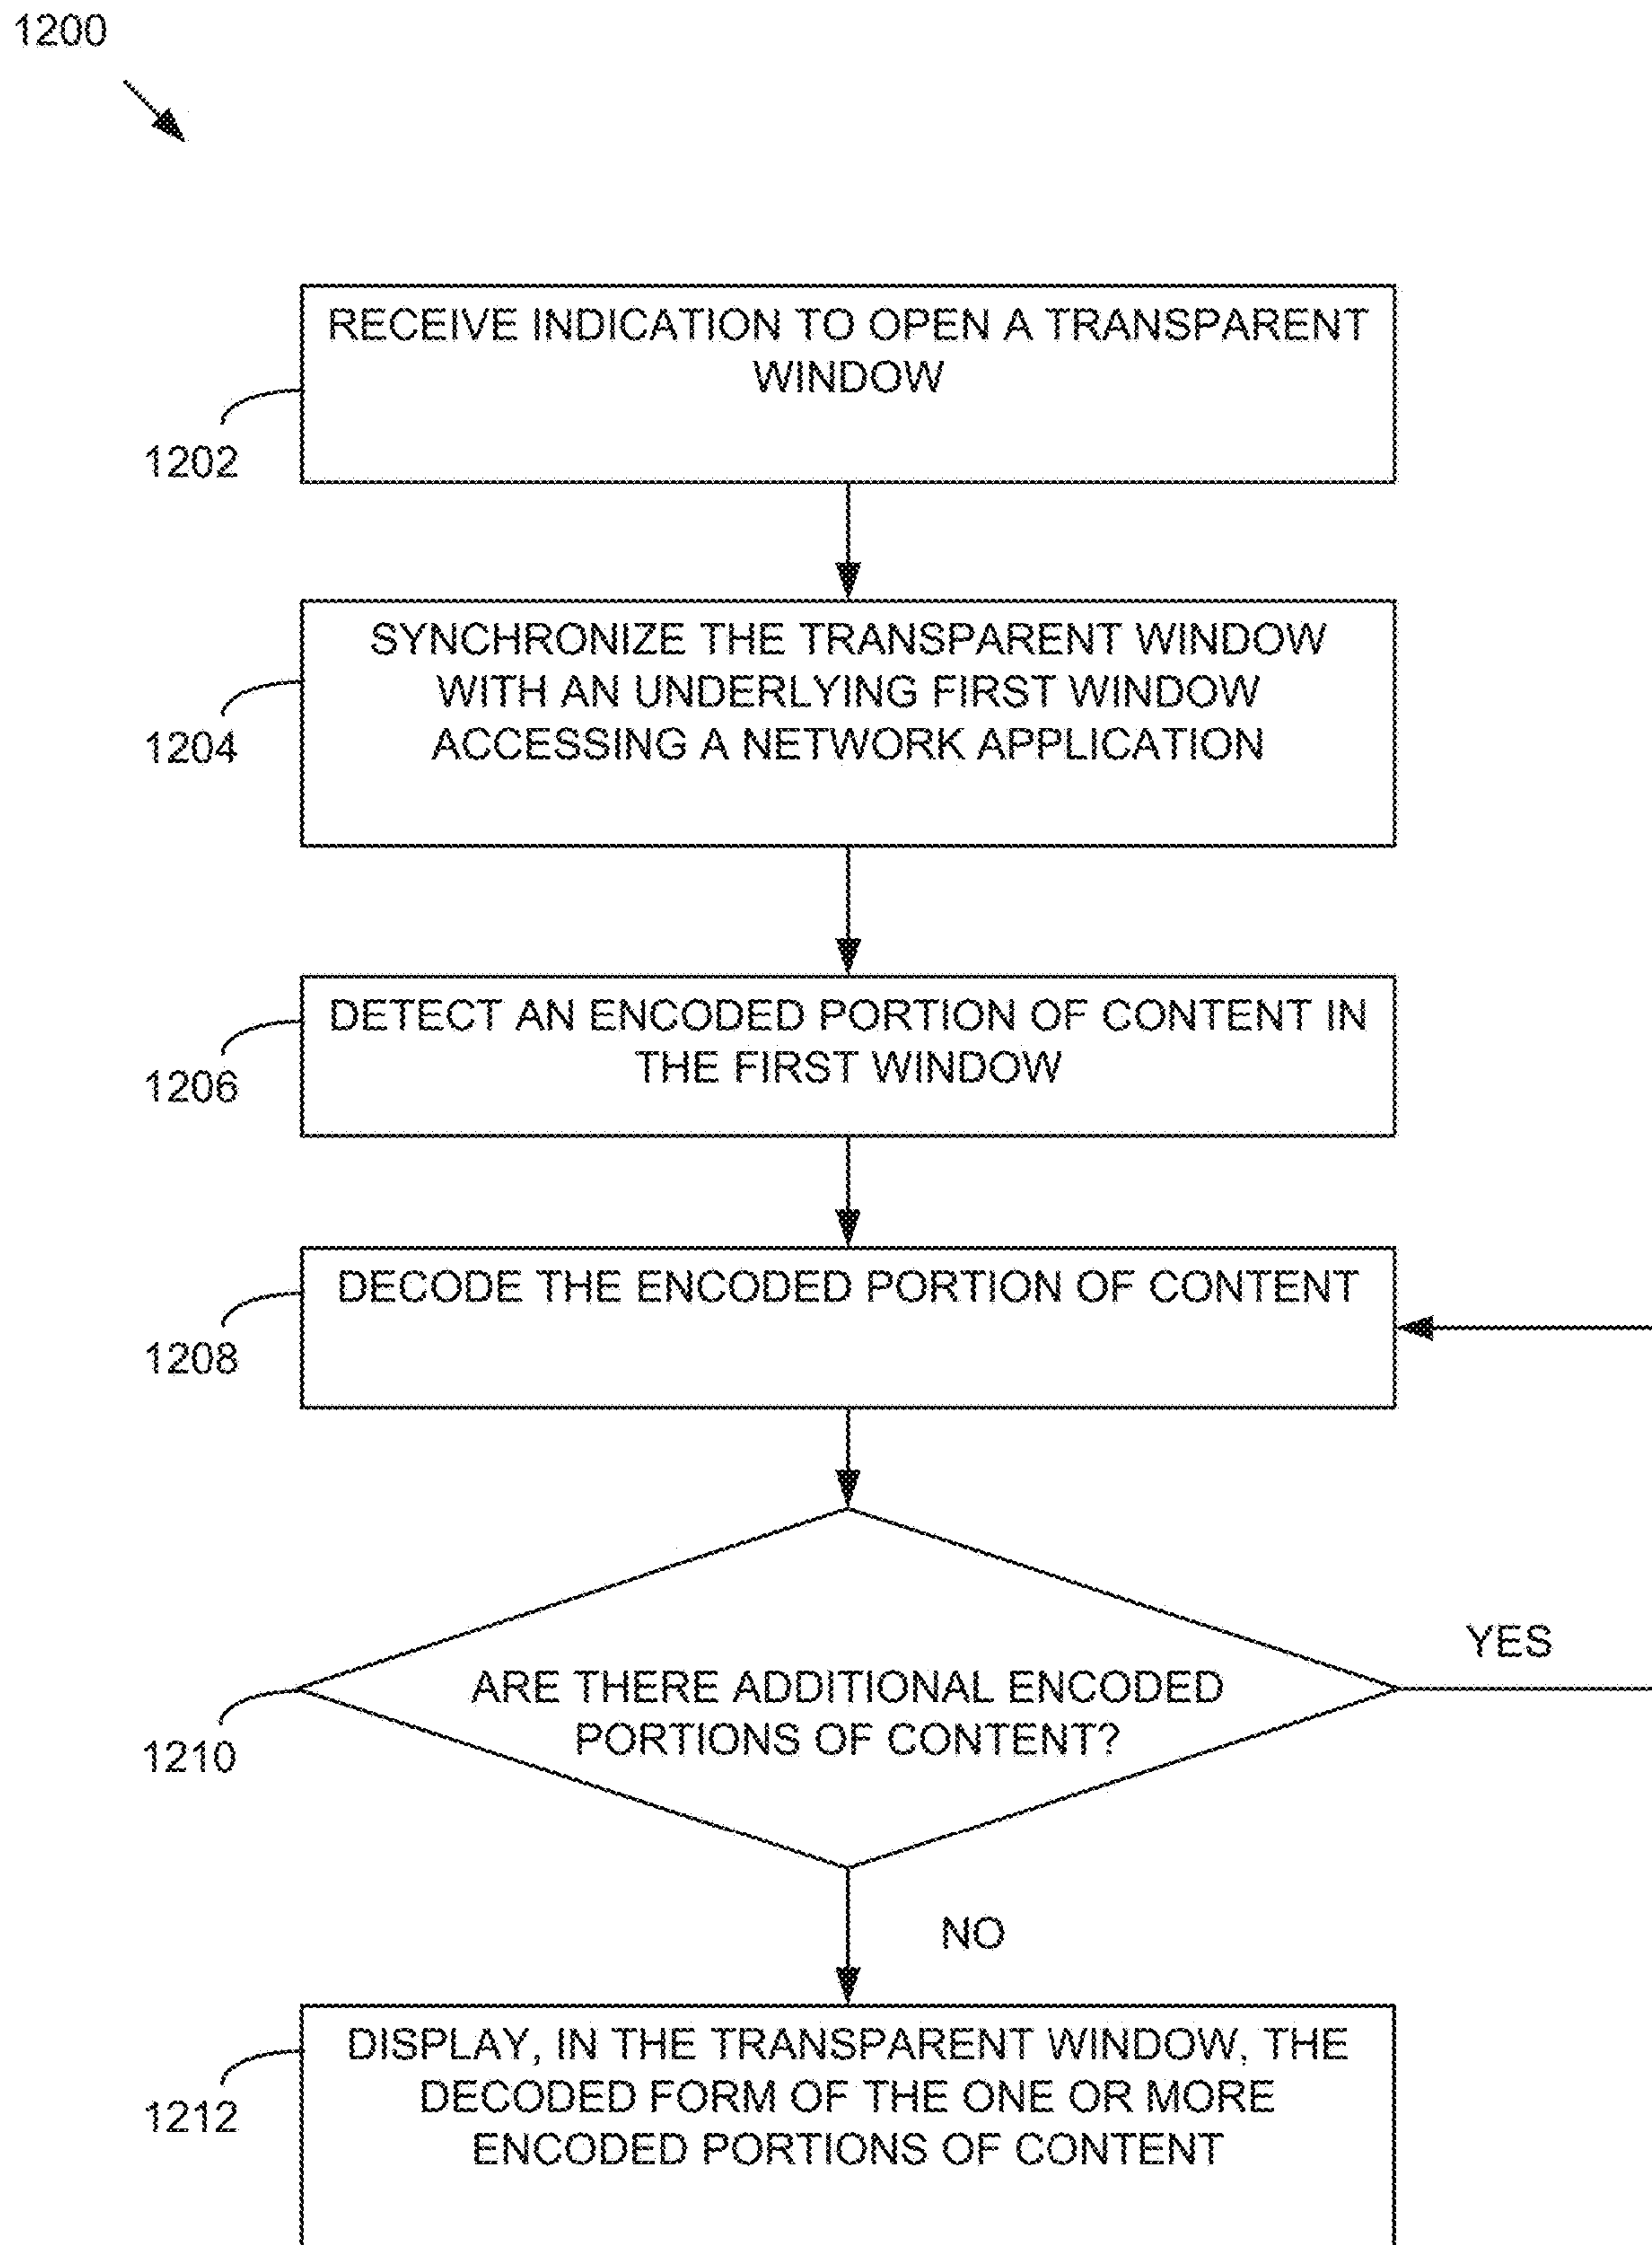 1200
RECEIVE INDICATION TO OPEN A TRANSPARENT
WINDOW
1202
SYNCHRONIZE THE TRANSPARENT WINDOW
WITH AN UNDERLYING FIRST WINDOW
ACCESSING A NETWORK APPLICATION
1204
DETECT AN ENCODED PORTION OF CONTENT IN
THE FIRST WINDOW
1206
DECODE THE ENCODED PORTION OF CONTENT
1208
ARE THERE ADDITIONAL ENCODED
PORTIONS OF CONTENT?
YES
1210
NO
DISPLAY, IN THE TRANSPARENT WINDOW, THE
DECODED FORM OF THE ONE OR MORE
ENCODED PORTIONS OF CONTENT
1212